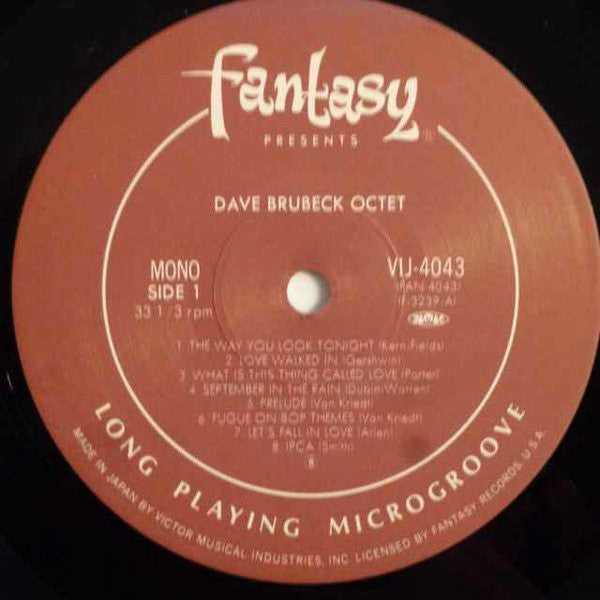 Fantasy
PRESENTS
DAVE BRUBECK OCTET
MONO
SIDE 1
33 1/3 rpm
VIJ-4043
(FAN-4043)
(F-3239-A)
1. THE WAY YOU LOOK TONIGHT (Kern-Fields)
2. LOVE WALKED IN (Gershwin)
3. WHAT IS THIS THING CALLED LOVE (Porter)
4. SEPTEMBER IN THE RAIN (Dubin-Warren)
5. PRELUDE (Van Kriedt)
6. FUGUE ON BOP THEMES (Van Kriedt)
7. LET'S FALL IN LOVE (Arlen)
8. IPCA (Smith)
LONG PLAYING MICROGROOVE
MADE IN JAPAN BY VICTOR MUSICAL INDUSTRIES, INC. LICENSED BY FANTASY RECORDS, U.S.A.